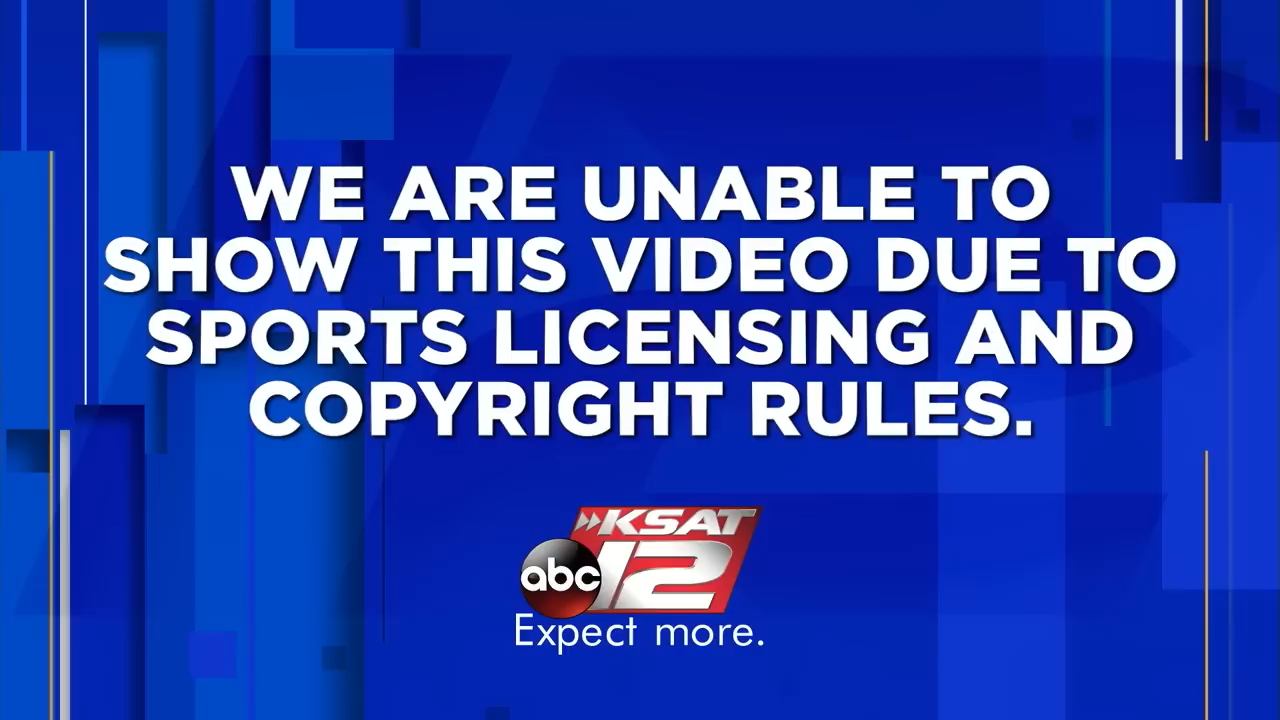 WE ARE UNABLE TO
SHOW THIS VIDEO DUE TO
SPORTS LICENSING AND
COPYRIGHT RULES.
KSAT
abc 12
Expect more.